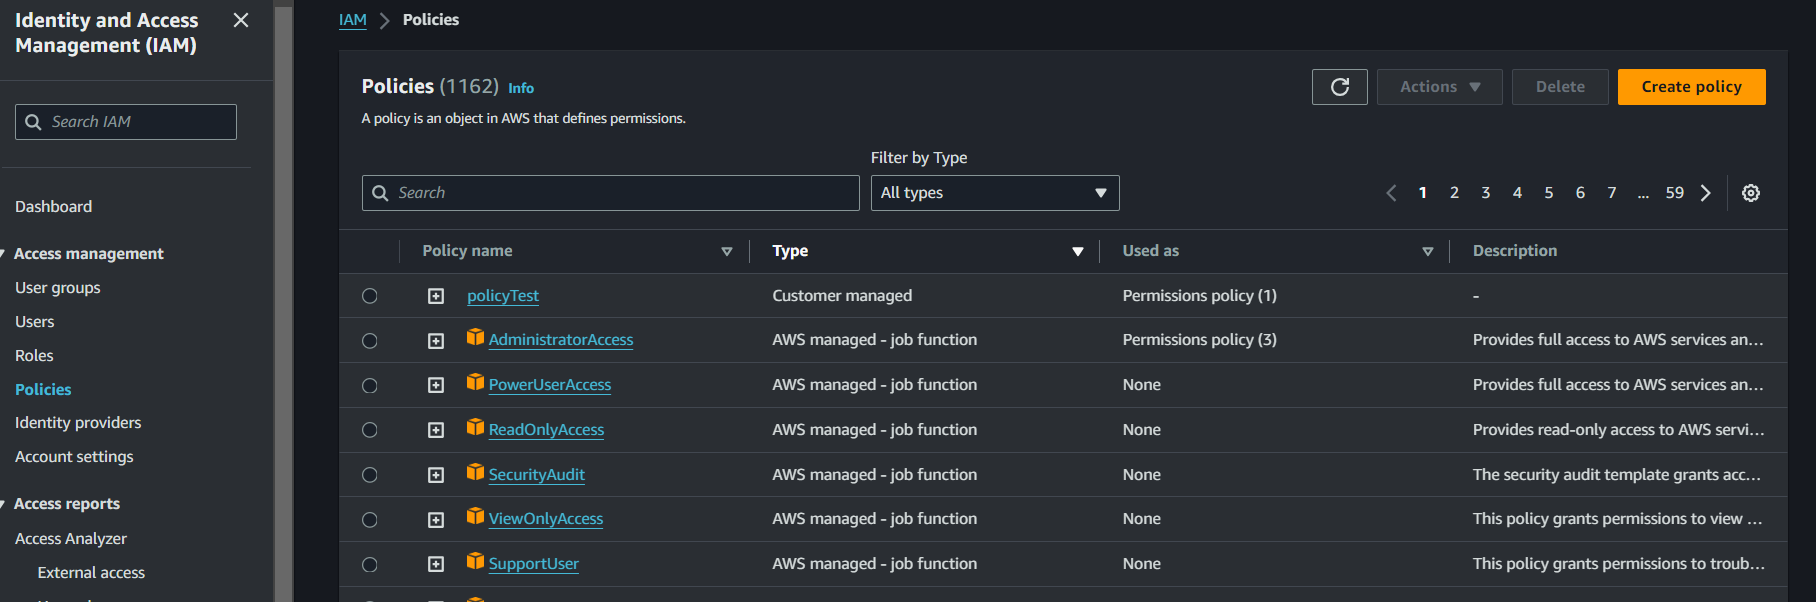 Identity and Access
Management (IAM)
Search IAM
Dashboard
Access management
User groups
Users
Roles
Policies
Identity providers
Account settings
Access reports
Access Analyzer
External access
IAM > Policies
Policies (1162) Info
A policy is an object in AWS that defines permissions.
Actions Delete Create policy
Filter by Type
Search All types 1 2 3 4 5 6 7 ... 59
Policy name Type Used as Description
policyTest Customer managed Permissions policy (1) -
AdministratorAccess AWS managed - job function Permissions policy (3) Provides full access to AWS services an...
PowerUserAccess AWS managed - job function None Provides full access to AWS services an...
ReadOnlyAccess AWS managed - job function None Provides read-only access to AWS servi...
SecurityAudit AWS managed - job function None The security audit template grants acc...
ViewOnlyAccess AWS managed - job function None This policy grants permissions to view ...
SupportUser AWS managed - job function None This policy grants permissions to troub...